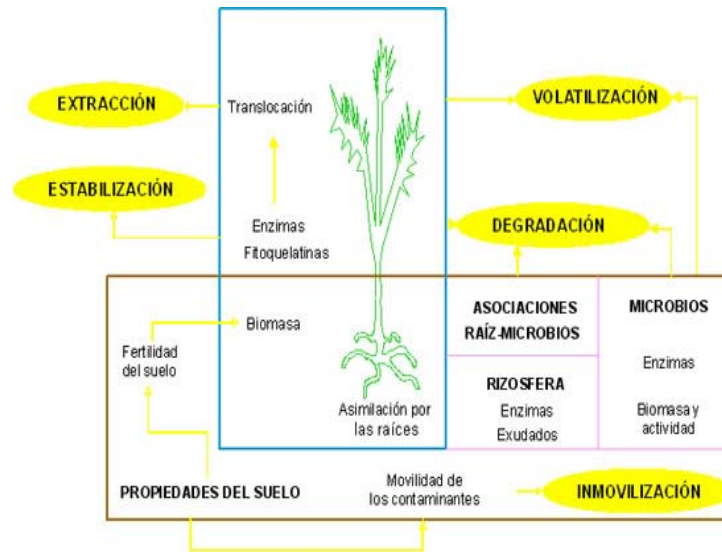 EXTRACCIÓN
Translocación
VOLATILIZACIÓN
ESTABILIZACIÓN
Enzimas
Fitoquelatinas
DEGRADACIÓN
Biomasa
Fertilidad
del suelo
Asimilación por
las raíces
ASOCIACIONES
RAÍZ-MICROBIOS
RIZOSFERA
Enzimas
Exudados
MICROBIOS
Enzimas
Biomasa y
actividad
PROPIEDADES DEL SUELO
Movilidad de
los contaminantes
INMOVILIZACIÓN